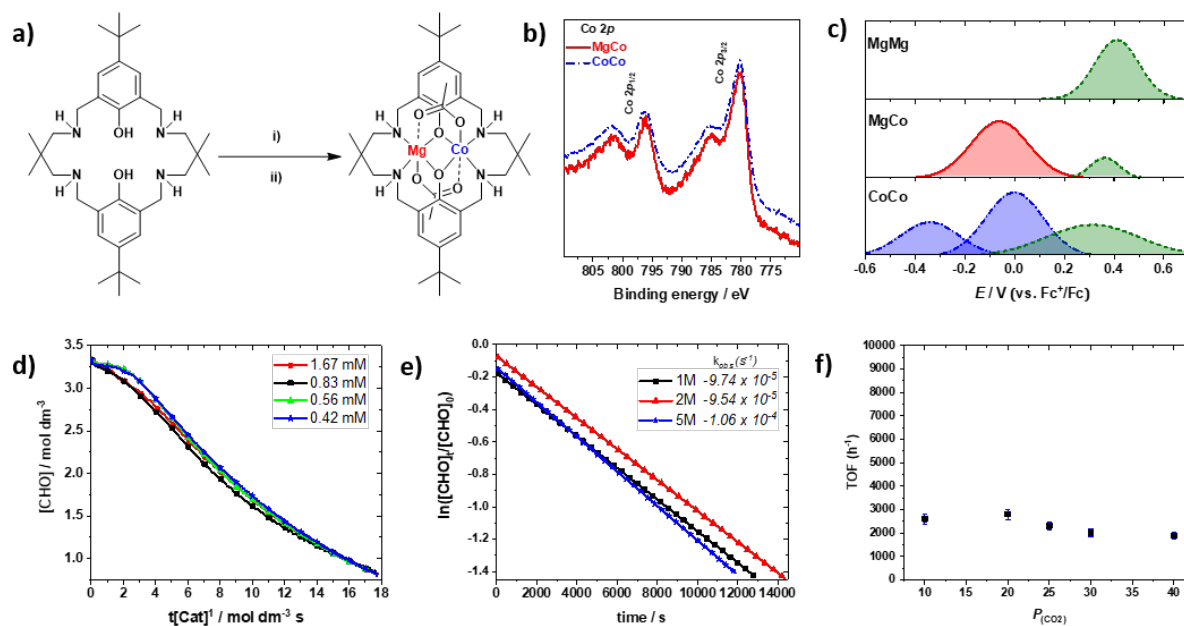 a)
H
N
OH
N
H
H
N
OH
N
H
i)
ii)
H
N
O
O
O
N
H
Mg
Co
H
N
O
O
O
N
H
b)
Co 2p
MgCo
CoCo
Co 2p1/2
Co 2p3/2
805 800 795 790 785 780 775
Binding energy / eV
c)
MgMg
MgCo
CoCo
-0.6 -0.4 -0.2 0.0 0.2 0.4 0.6
E / V (vs. Fc+/Fc)
d)
3.5
3.0
2.5
2.0
1.5
1.0
[CHO] / mol dm-3
1.67 mM
0.83 mM
0.56 mM
0.42 mM
0 2 4 6 8 10 12 14 16 18
t[Cat]1 / mol dm-3 s
e)
0.0
-0.2
-0.4
-0.6
-0.8
-1.0
-1.2
-1.4
ln([CHO]t/[CHO]0)
kobs (s-1)
1M -9.74 x 10-5
2M -9.54 x 10-5
5M -1.06 x 10-4
0 2000 4000 6000 8000 10000 12000 14000
time / s
f)
10000
9000
8000
7000
6000
5000
4000
3000
2000
1000
0
TOF (h-1)
10 15 20 25 30 35 40
P(CO2)